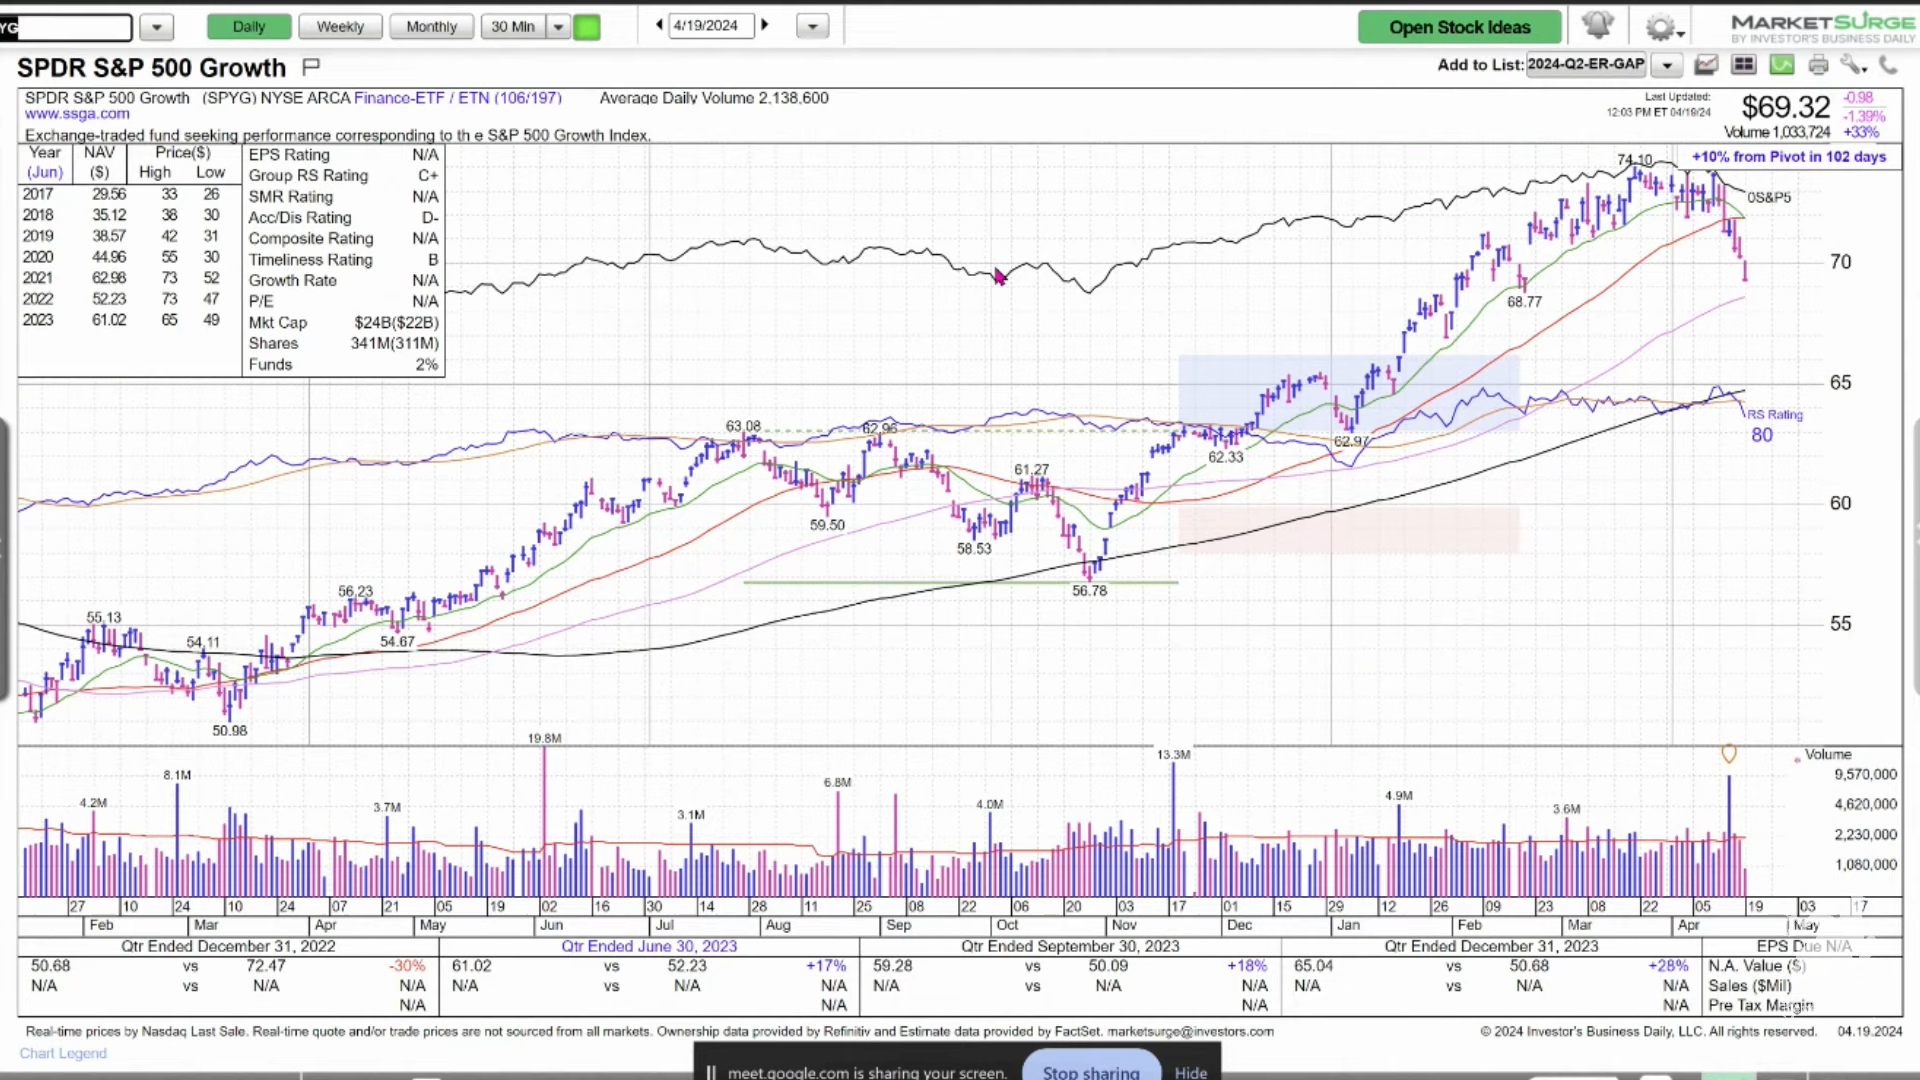 YG
Daily
Weekly
Monthly
30 Min
4/19/2024
Open Stock Ideas
MARKETSURGE
BY INVESTOR'S BUSINESS DAILY
SPDR S&P 500 Growth
Add to List:
2024-Q2-ER-GAP
SPDR S&P 500 Growth (SPYG) NYSE ARCA Finance-ETF / ETN (106/197) Average Daily Volume 2,138,600
www.ssga.com
Exchange-traded fund seeking performance corresponding to th e S&P 500 Growth Index.
Last Updated:
12:03 PM ET 04/19/24
$69.32
-0.98
-1.39%
Volume 1,033,724 +33%
+10% from Pivot in 102 days
Year NAV Price($)
(Jun) ($) High Low
2017 29.56 33 26
2018 35.12 38 30
2019 38.57 42 31
2020 44.96 55 30
2021 62.98 73 52
2022 52.23 73 47
2023 61.02 65 49
EPS Rating N/A
Group RS Rating C+
SMR Rating N/A
Acc/Dis Rating D-
Composite Rating N/A
Timeliness Rating B
Growth Rate N/A
P/E N/A
Mkt Cap $24B($22B)
Shares 341M(311M)
Funds 2%
74.10
0S&P5
70
68.77
65
RS Rating
80
63.08
62.96
62.97
62.33
61.27
60
59.50
58.53
56.78
56.23
55.13
55
54.11
54.67
50.98
19.8M
13.3M
Volume
9,570,000
8.1M
6.8M
4.2M
3.7M
3.1M
4.0M
4.9M
3.6M
4,620,000
2,230,000
1,060,000
27 10 24 10 24 07 21 05 19 02 16 30 14 28 11 25 08 22 06 20 03 17 01 15 29 12 26 09 23 08 22 05 19 03 17
Feb Mar Apr May Jun Jul Aug Sep Oct Nov Dec Jan Feb Mar Apr May
Qtr Ended December 31, 2022
Qtr Ended June 30, 2023
Qtr Ended September 30, 2023
Qtr Ended December 31, 2023
EPS Due N/A
50.68 vs 72.47 -30% 61.02 vs 52.23 +17% 59.28 vs 50.09 +18% 65.04 vs 50.68 +28% N.A. Value ($)
N/A vs N/A N/A N/A vs N/A N/A N/A vs N/A N/A N/A vs N/A N/A Sales ($Mil)
N/A N/A N/A N/A Pre Tax Margin
Real-time prices by Nasdaq Last Sale. Real-time quote and/or trade prices are not sourced from all markets. Ownership data provided by Refinitiv and Estimate data provided by FactSet. marketsurge@investors.com
© 2024 Investor's Business Daily, LLC. All rights reserved. 04.19.2024
Chart Legend
meet.google.com is sharing your screen.
Stop sharing
Hide